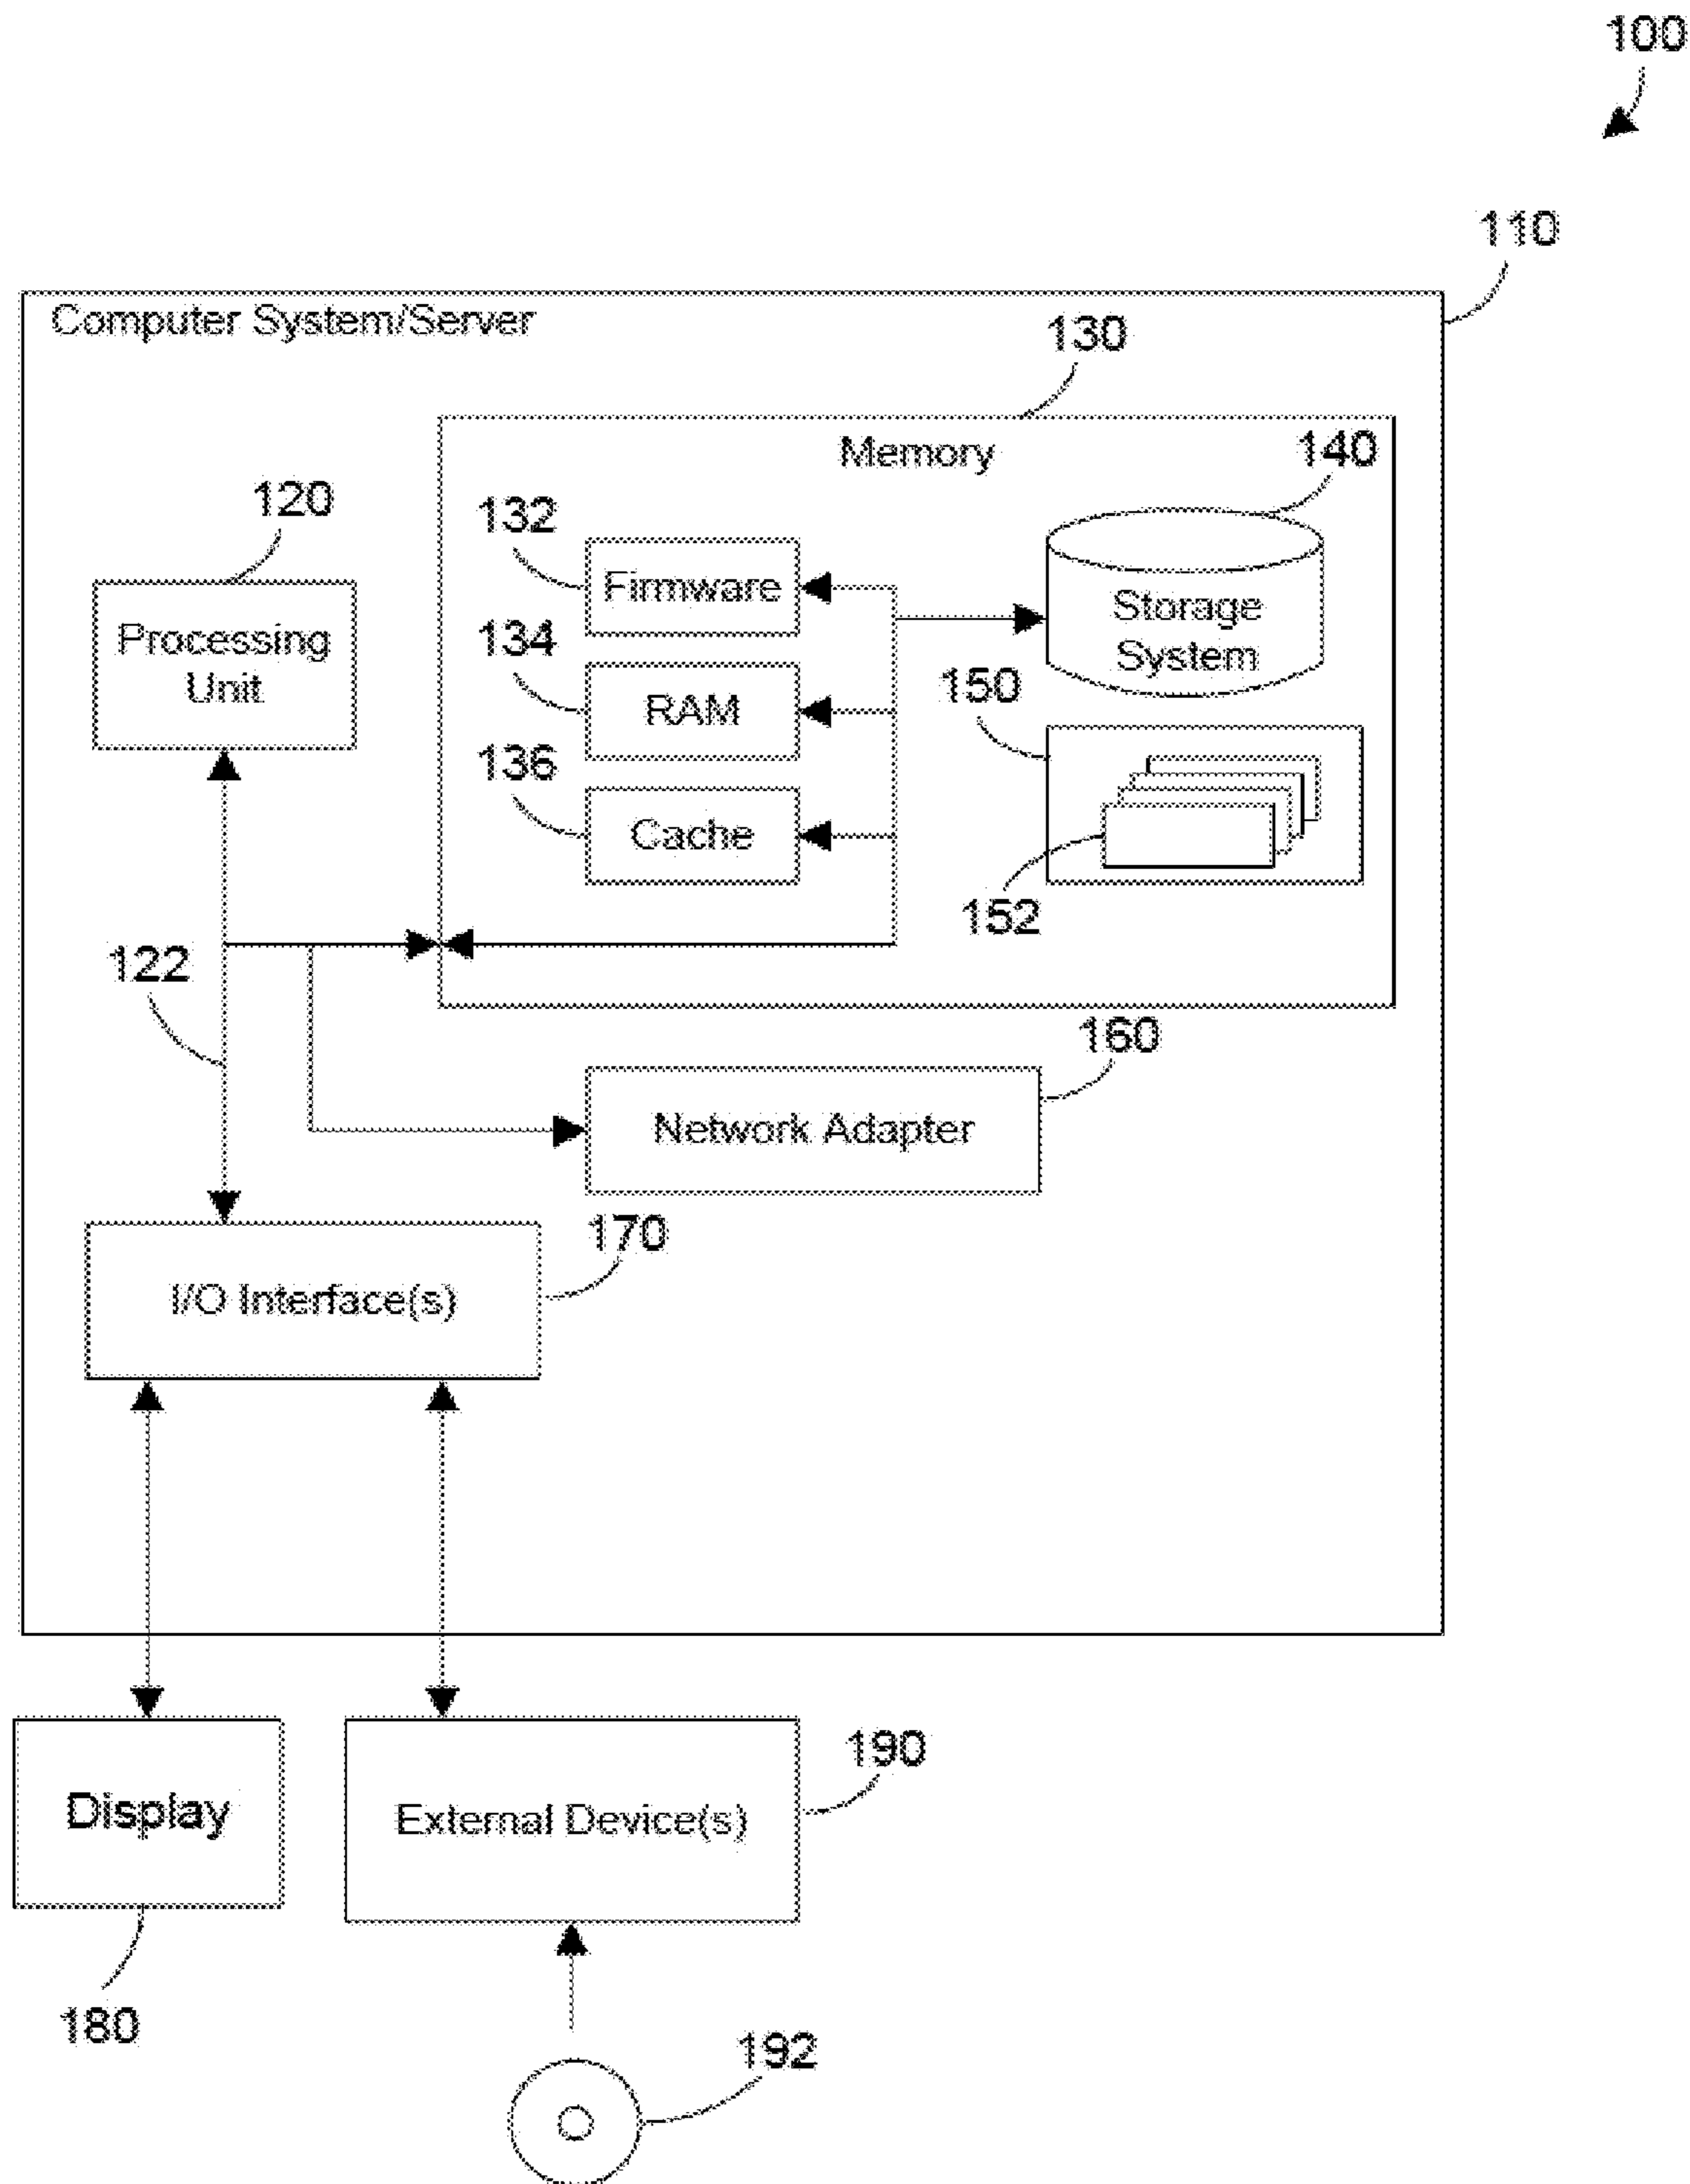 100
110
Computer System/Server
130
Memory
140
120
132
Firmware
Processing
Unit
Storage
System
134
RAM
150
136
Cache
152
122
160
Network Adapter
170
I/O Interface(s)
190
Display
External Device(s)
180
192